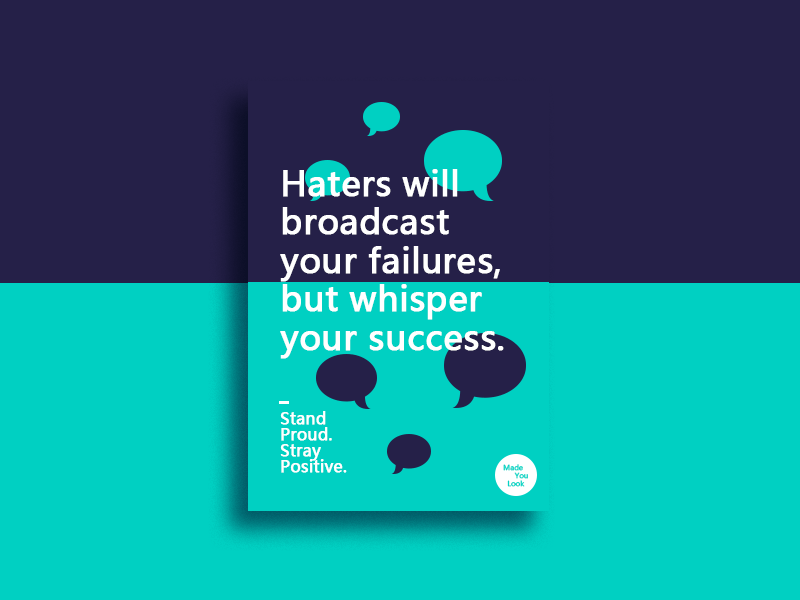 Haters will
broadcast
your failures,
but whisper
your success.
Stand
Proud.
Stray
Positive.
Made
You
Look